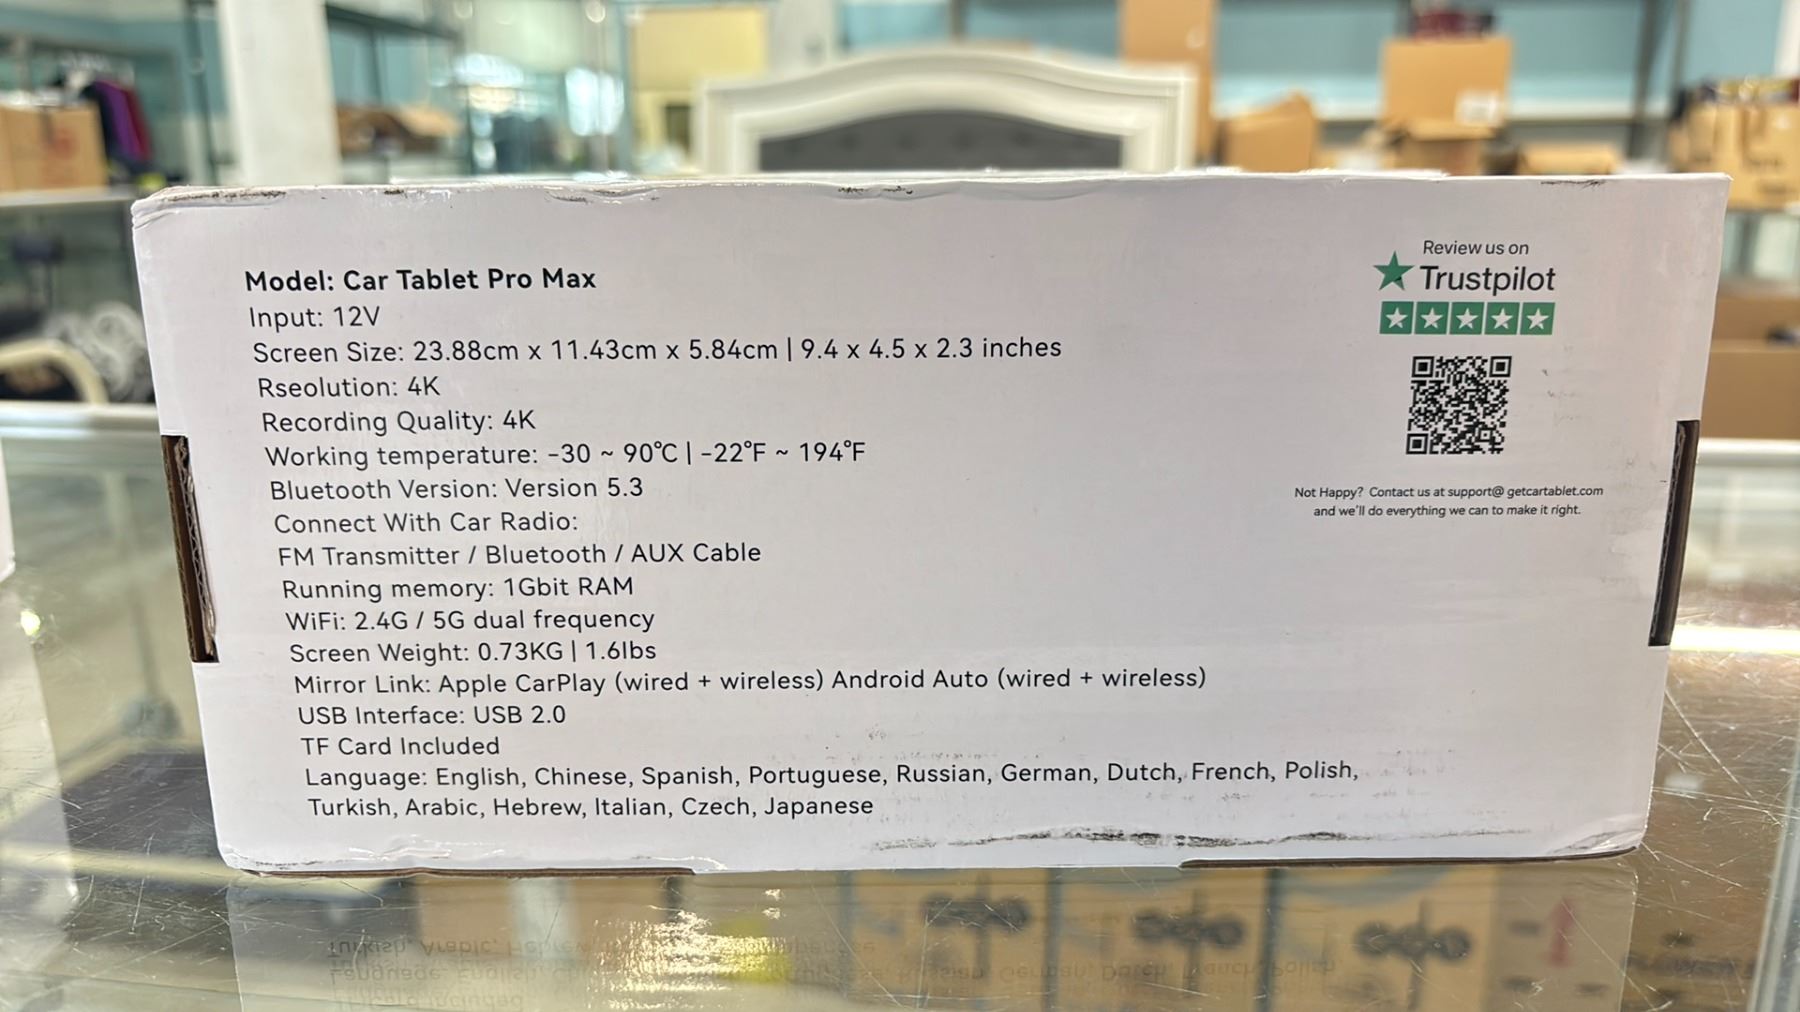 Model: Car Tablet Pro Max
Input: 12V
Screen Size: 23.88cm x 11.43cm x 5.84cm | 9.4 x 4.5 x 2.3 inches
Rseolution: 4K
Recording Quality: 4K
Working temperature: -30 ~ 90℃ | -22℉ ~ 194℉
Bluetooth Version: Version 5.3
Connect With Car Radio:
FM Transmitter / Bluetooth / AUX Cable
Running memory: 1Gbit RAM
WiFi: 2.4G / 5G dual frequency
Screen Weight: 0.73KG | 1.6lbs
Mirror Link: Apple CarPlay (wired + wireless) Android Auto (wired + wireless)
USB Interface: USB 2.0
TF Card Included
Language: English, Chinese, Spanish, Portuguese, Russian, German, Dutch, French, Polish,
Turkish, Arabic, Hebrew, Italian, Czech, Japanese
Review us on
Trustpilot
Not Happy? Contact us at support@ getcartablet.com
and we'll do everything we can to make it right.